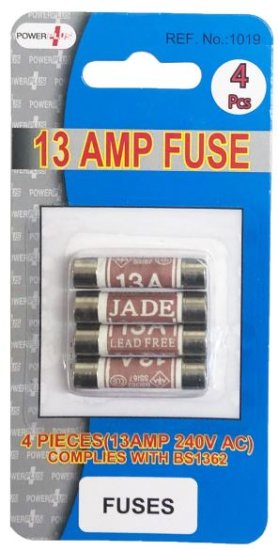 POWER PLUS
REF. No.:1019
4
Pcs
13 AMP FUSE
13A
JADE
13A
LEAD FREE
4 PIECES(13AMP 240V AC)
COMPLIES WITH BS1362
FUSES